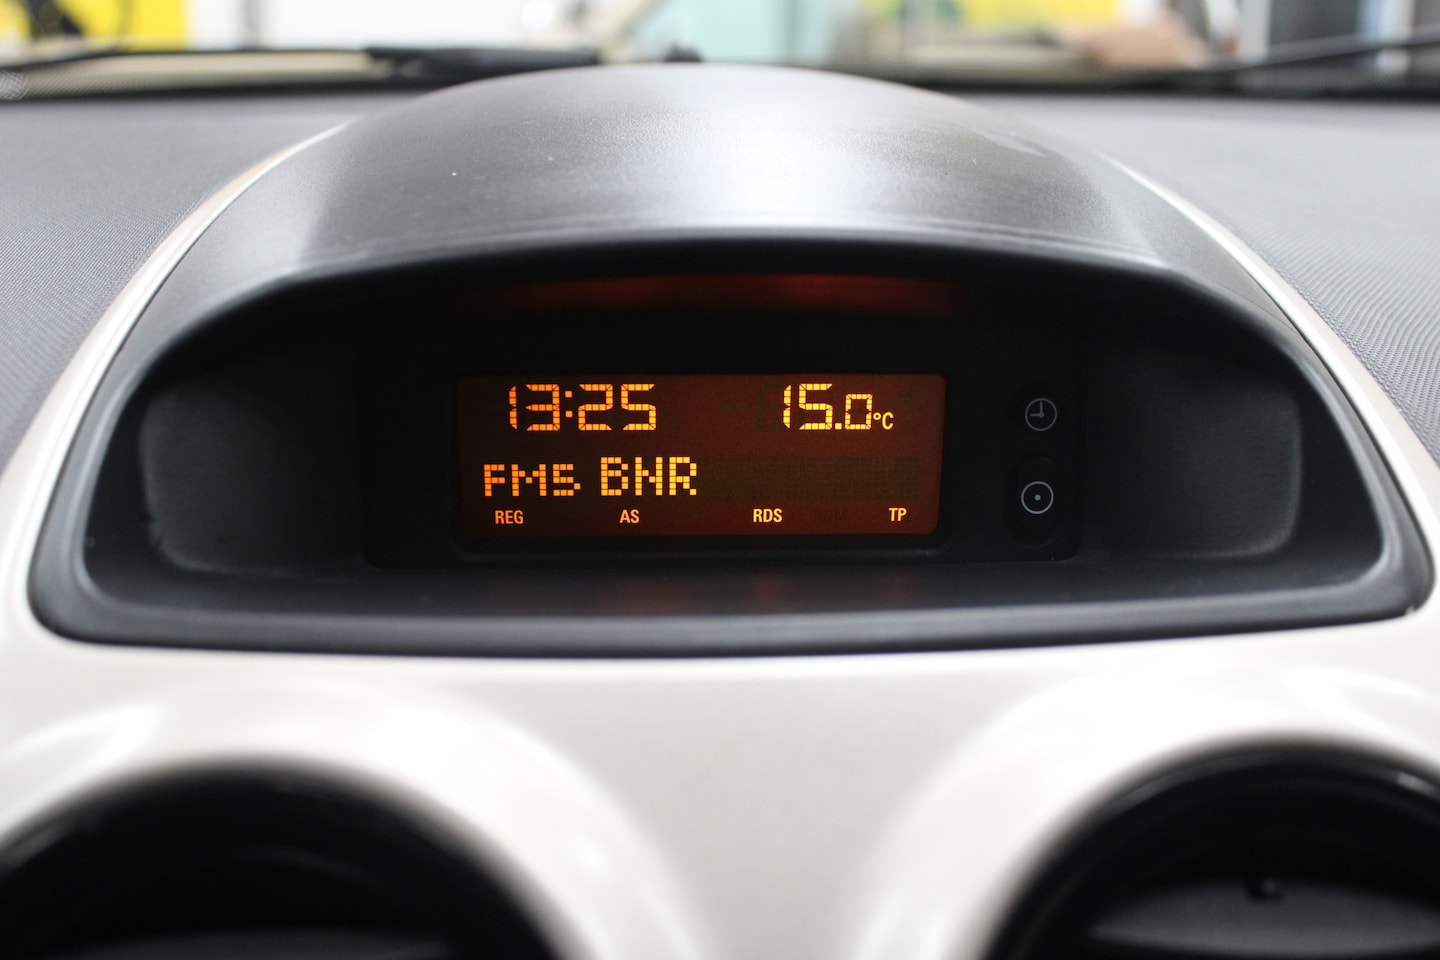 13:25 15.0°C
FM5 BNR
REG AS RDS TP